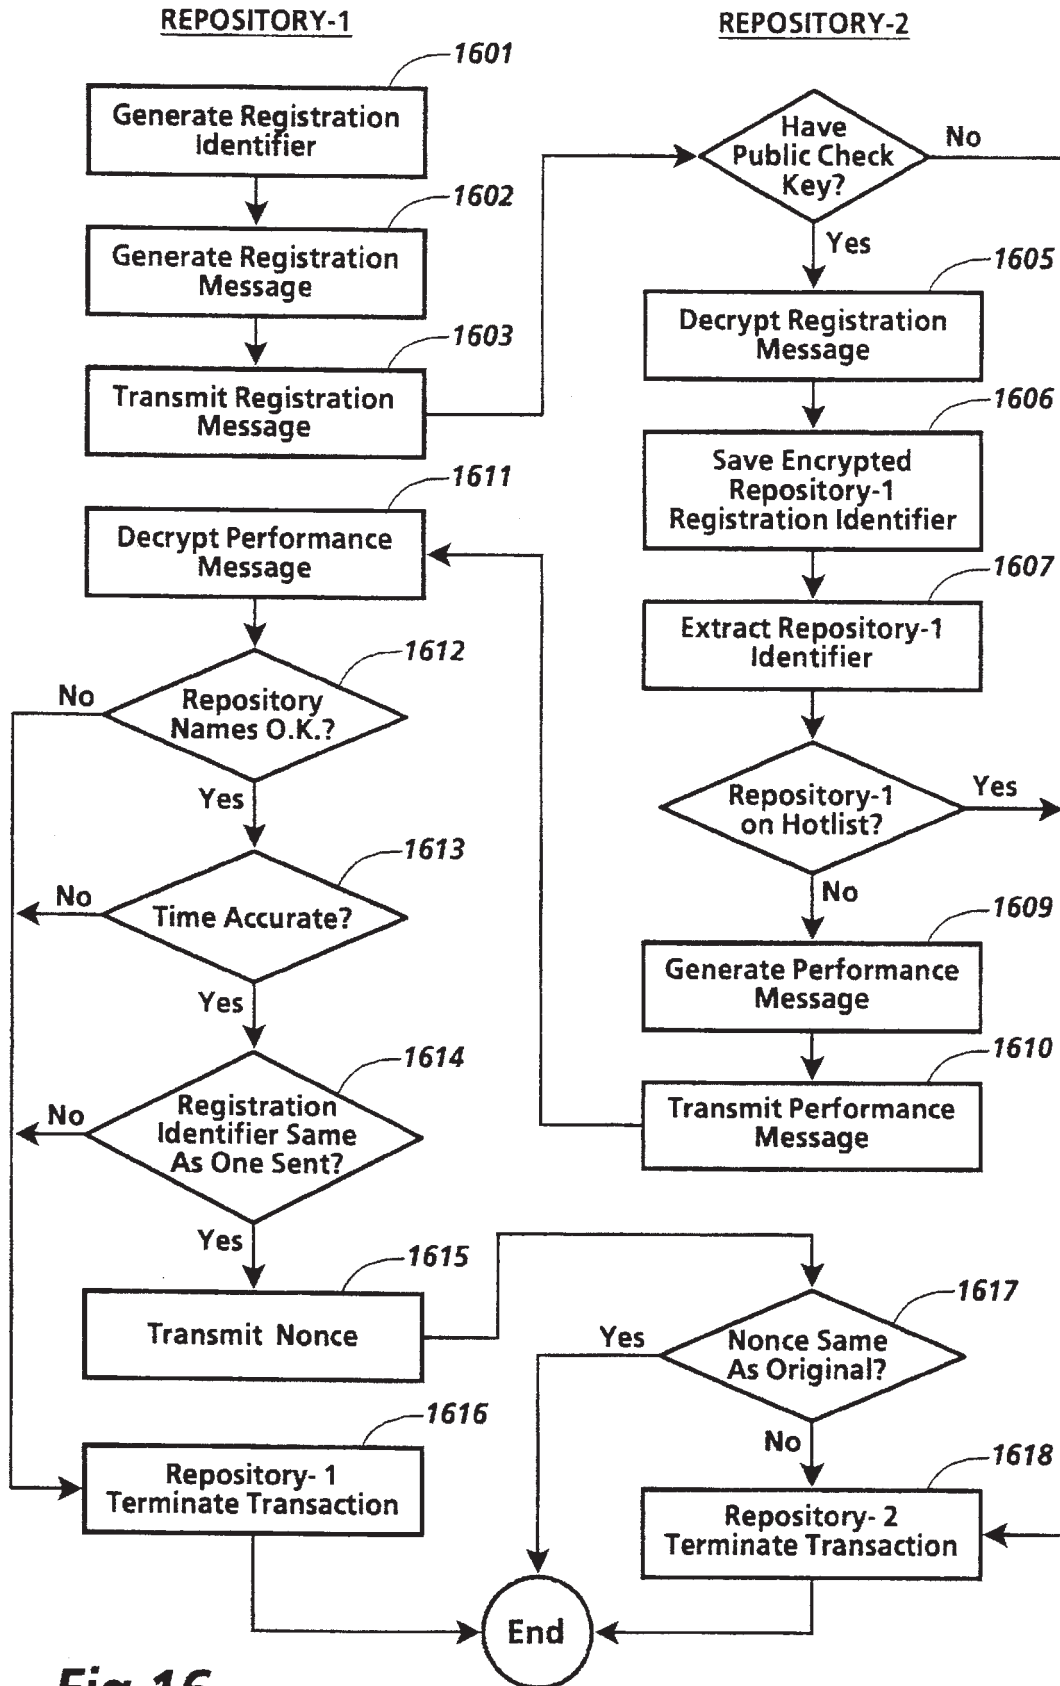 REPOSITORY-1
1601
Generate Registration
Identifier
1602
Generate Registration
Message
1603
Transmit Registration
Message
1611
Decrypt Performance
Message
1612
No
Repository
Names O.K.?
Yes
1613
No
Time Accurate?
Yes
1614
No
Registration
Identifier Same
As One Sent?
Yes
1615
Transmit Nonce
1616
Repository- 1
Terminate Transaction
REPOSITORY-2
Have
Public Check
Key?
No
Yes
1605
Decrypt Registration
Message
1606
Save Encrypted
Repository-1
Registration Identifier
1607
Extract Repository-1
Identifier
Repository-1
on Hotlist?
Yes
No
1609
Generate Performance
Message
1610
Transmit Performance
Message
1617
Yes
Nonce Same
As Original?
No
1618
Repository- 2
Terminate Transaction
End
Fig.16